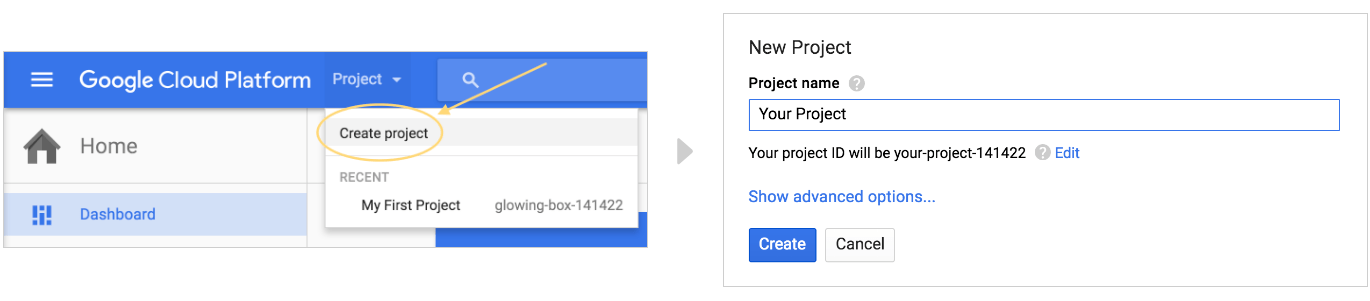 Google Cloud Platform Project
Create project
Home
RECENT
My First Project glowing-box-141422
Dashboard
New Project
Project name ?
Your Project
Your project ID will be your-project-141422 ? Edit
Show advanced options...
Create Cancel